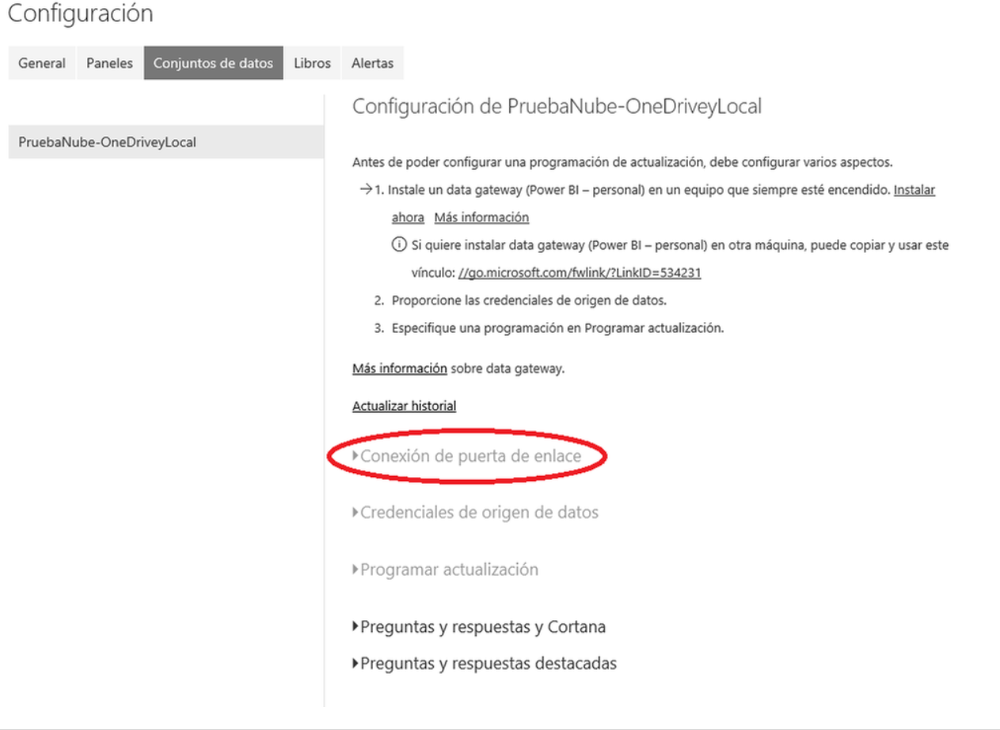 Configuración
General Paneles Conjuntos de datos Libros Alertas
PruebaNube-OneDriveyLocal
Configuración de PruebaNube-OneDriveyLocal
Antes de poder configurar una programación de actualización, debe configurar varios aspectos.
→1. Instale un data gateway (Power BI – personal) en un equipo que siempre esté encendido. Instalar
ahora Más información
Si quiere instalar data gateway (Power BI – personal) en otra máquina, puede copiar y usar este
vínculo: //go.microsoft.com/fwlink/?LinkID=534231
2. Proporcione las credenciales de origen de datos.
3. Especifique una programación en Programar actualización.
Más información sobre data gateway.
Actualizar historial
Conexión de puerta de enlace
Credenciales de origen de datos
Programar actualización
Preguntas y respuestas y Cortana
Preguntas y respuestas destacadas